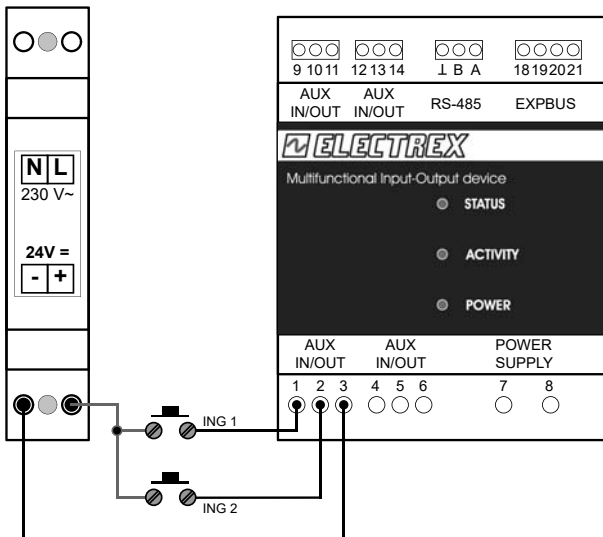 N L
230 V~
24V =
- +
9 10 11 12 13 14 ⊥ B A 18 19 20 21
AUX IN/OUT
AUX IN/OUT
RS-485
EXPBUS
ELECTREX
Multifunctional Input-Output device
STATUS
ACTIVITY
POWER
AUX IN/OUT
AUX IN/OUT
POWER SUPPLY
1 2 3 4 5 6 7 8
ING 1
ING 2